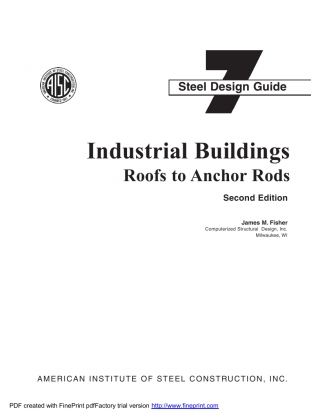 AISC
7
Steel Design Guide
Industrial Buildings
Roofs to Anchor Rods
Second Edition
James M. Fisher
Computerized Structural Design, Inc.
Milwaukee, WI
AMERICAN INSTITUTE OF STEEL CONSTRUCTION, INC.
PDF created with FinePrint pdfFactory trial version http://www.fineprint.com